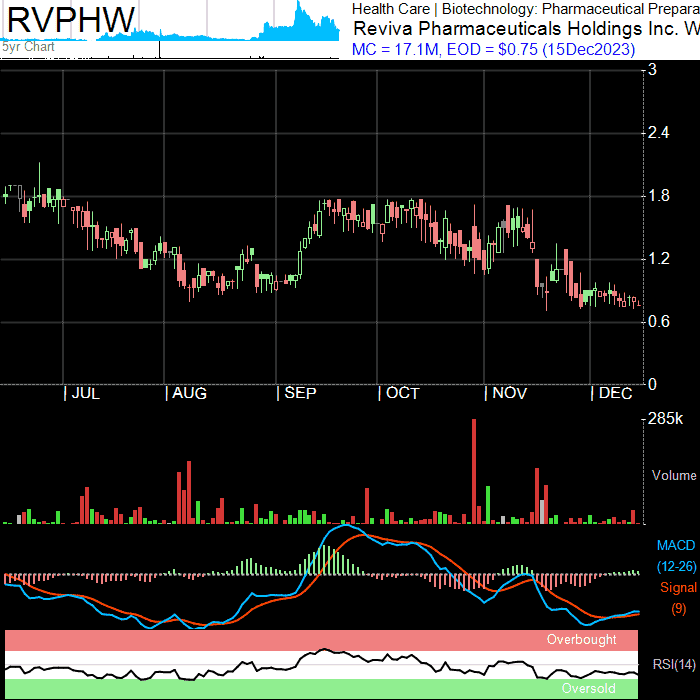 RVPHW
5yr Chart
Health Care | Biotechnology: Pharmaceutical Prepara
Reviva Pharmaceuticals Holdings Inc. W
MC = 17.1M, EOD = $0.75 (15Dec2023)
3
2.4
1.8
1.2
0.6
0
| JUL | AUG | SEP | OCT | NOV | DEC
285k
Volume
MACD
(12-26)
Signal
(9)
Overbought
RSI(14)
Oversold